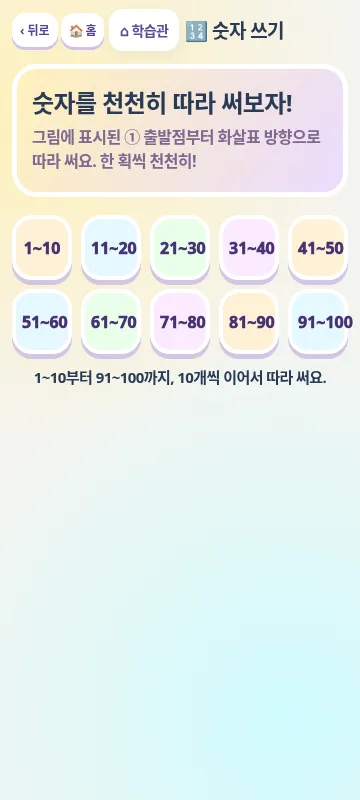 ‹ 뒤로 🏠 홈 ⌂ 학습관 🔢 숫자 쓰기
숫자를 천천히 따라 써보자!
그림에 표시된 ① 출발점부터 화살표 방향으로
따라 써요. 한 획씩 천천히!
1~10 11~20 21~30 31~40 41~50
51~60 61~70 71~80 81~90 91~100
1~10부터 91~100까지, 10개씩 이어서 따라 써요.